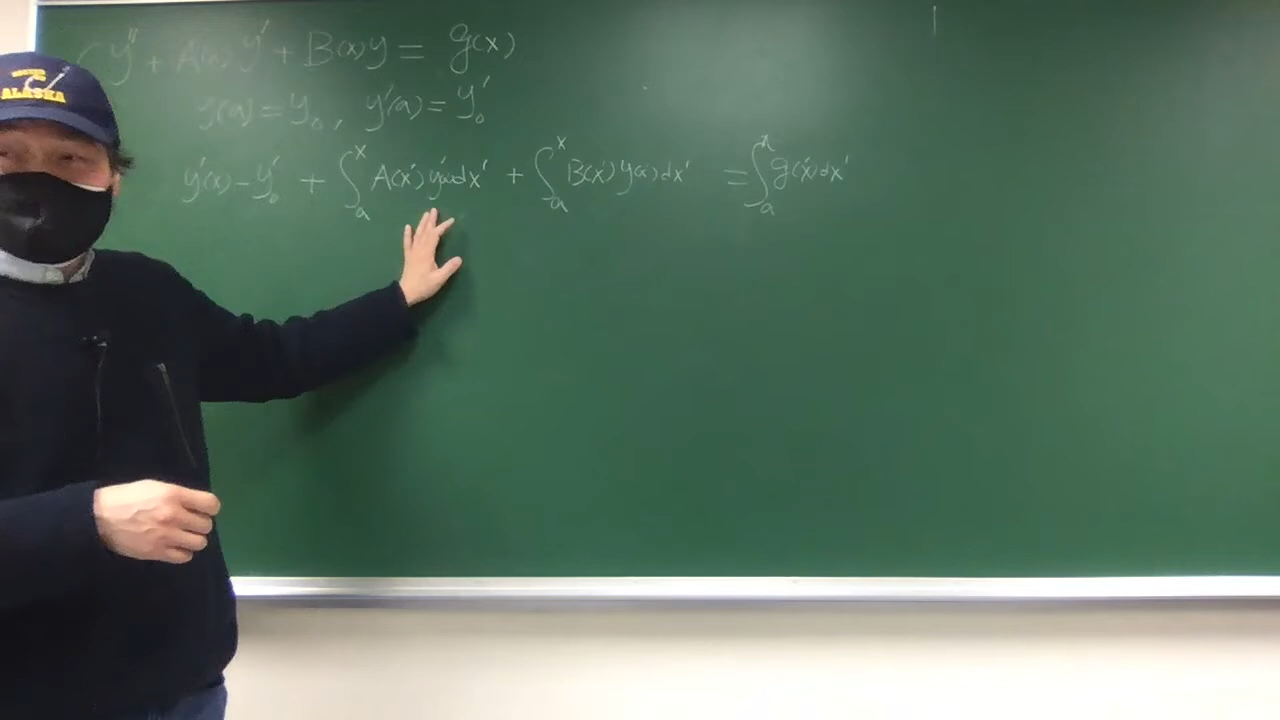 ALASKA
y'' + A(x) y' + B(x) y = g(x)
y(a) = y₀, y'(a) = y₀'
y'(x) - y₀' + ∫ₐˣ A(x') y'(x') dx' + ∫ₐˣ B(x') y(x') dx' = ∫ₐˣ g(x') dx'